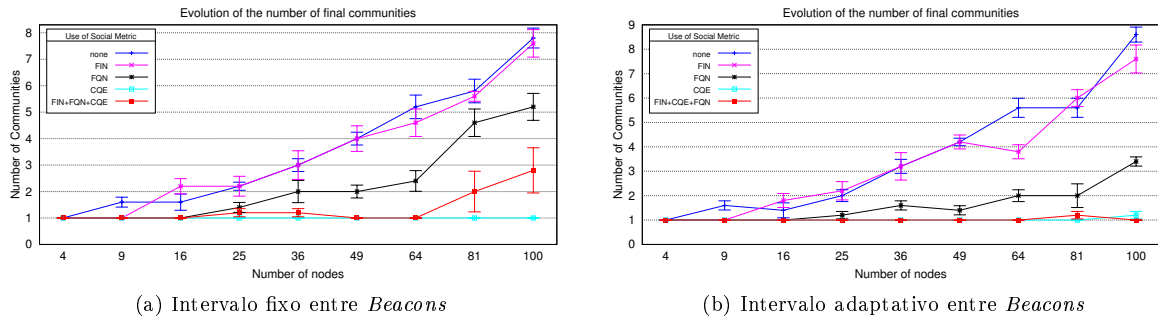 Evolution of the number of final communities
Number of Communities
8
7
6
5
4
3
2
1
0
Use of Social Metric
none
FIN
FQN
CQE
FIN+FQN+CQE
4 9 16 25 36 49 64 81 100
Number of nodes
(a) Intervalo fixo entre Beacons
Evolution of the number of final communities
Number of Communities
9
8
7
6
5
4
3
2
1
0
Use of Social Metric
none
FIN
FQN
CQE
FIN+CQE+FQN
4 9 16 25 36 49 64 81 100
Number of nodes
(b) Intervalo adaptativo entre Beacons